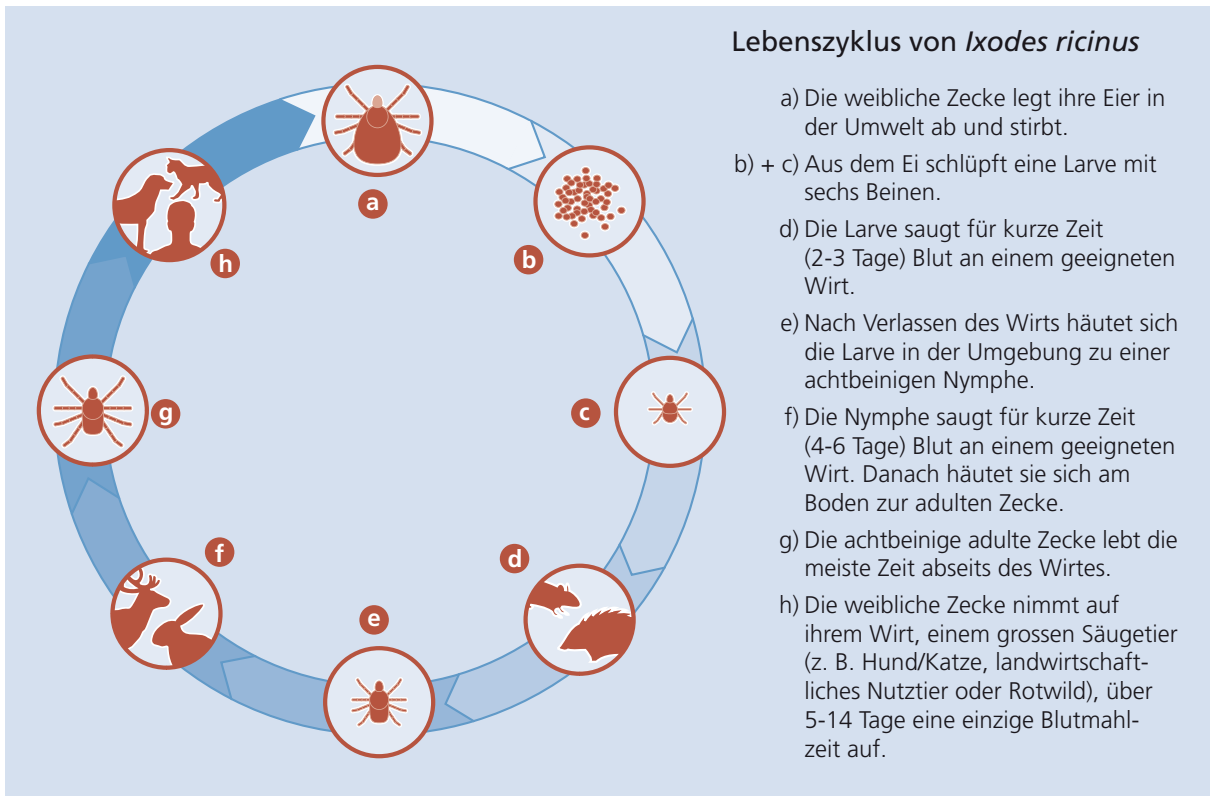 Lebenszyklus von Ixodes ricinus
a) Die weibliche Zecke legt ihre Eier in
der Umwelt ab und stirbt.
b) + c) Aus dem Ei schlüpft eine Larve mit
sechs Beinen.
d) Die Larve saugt für kurze Zeit
(2-3 Tage) Blut an einem geeigneten
Wirt.
e) Nach Verlassen des Wirts häutet sich
die Larve in der Umgebung zu einer
achtbeinigen Nymphe.
f) Die Nymphe saugt für kurze Zeit
(4-6 Tage) Blut an einem geeigneten
Wirt. Danach häutet sie sich am
Boden zur adulten Zecke.
g) Die achtbeinige adulte Zecke lebt die
meiste Zeit abseits des Wirtes.
h) Die weibliche Zecke nimmt auf
ihrem Wirt, einem grossen Säugetier
(z. B. Hund/Katze, landwirtschaft-
liches Nutztier oder Rotwild), über
5-14 Tage eine einzige Blutmahl-
zeit auf.
a
b
c
d
e
f
g
h